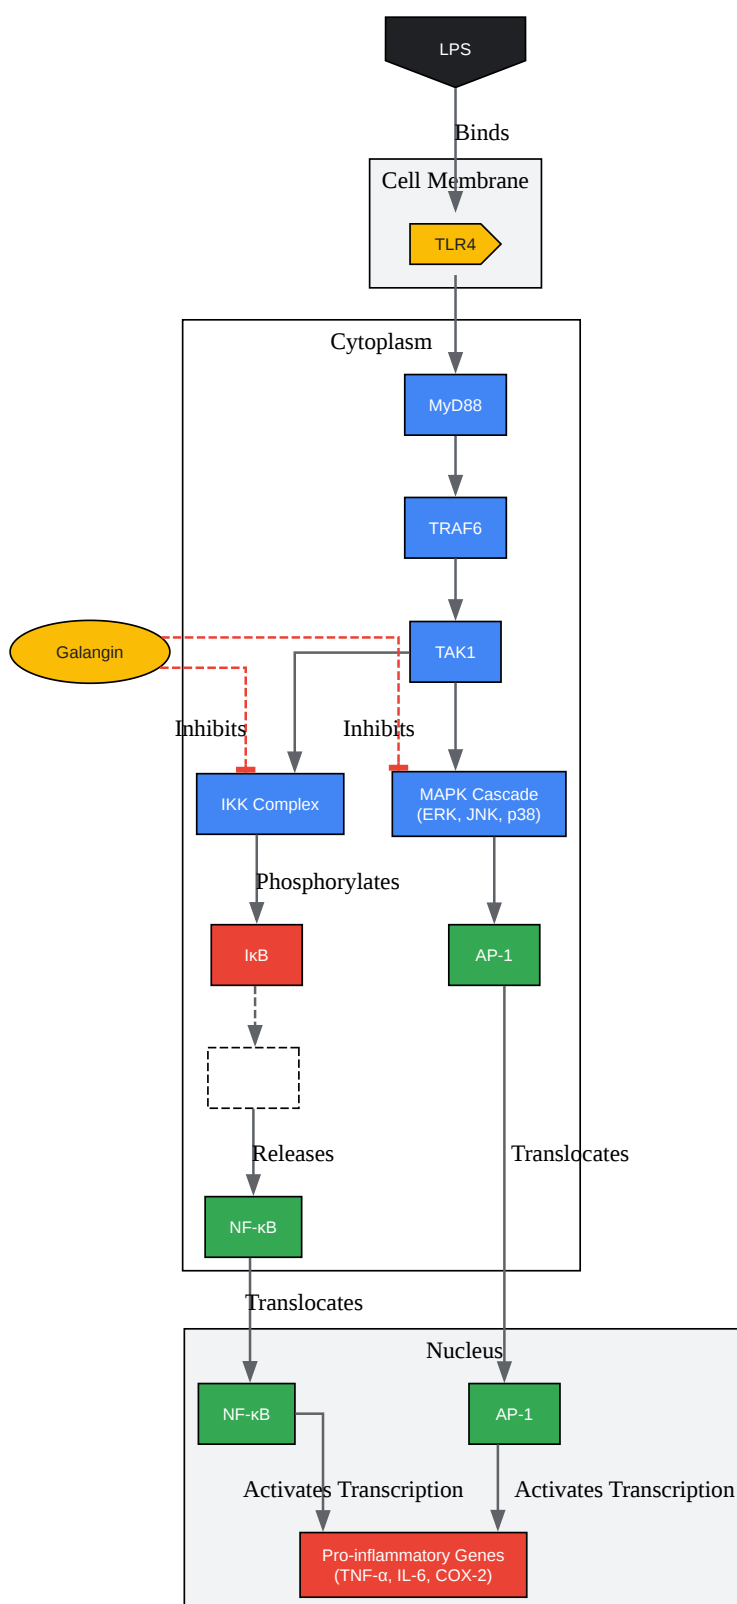 LPS
Binds
Cell Membrane
TLR4
Cytoplasm
MyD88
TRAF6
Galangin
TAK1
Inhibits
Inhibits
IKK Complex
MAPK Cascade
(ERK, JNK, p38)
Phosphorylates
IκB
AP-1
Releases
Translocates
NF-κB
Translocates
Nucleus
NF-κB
AP-1
Activates Transcription
Activates Transcription
Pro-inflammatory Genes
(TNF-α, IL-6, COX-2)